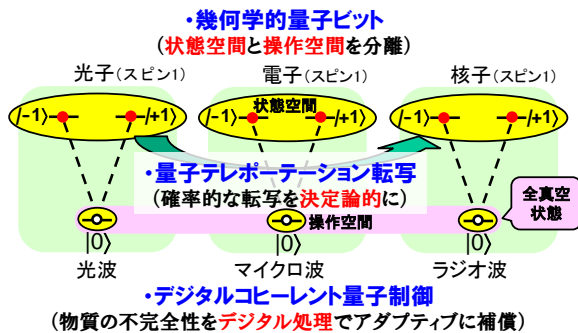 ・幾何学的量子ビット
(状態空間と操作空間を分離)
光子(スピン1) 電子(スピン1) 核子(スピン1)
|-1⟩ |+1⟩ |-1⟩ 状態空間 |+1⟩ |-1⟩ |+1⟩
・量子テレポーテーション転写
(確率的な転写を決定論的に)
全真空
状態
操作空間
|0⟩ |0⟩ |0⟩
光波 マイクロ波 ラジオ波
・デジタルコヒーレント量子制御
(物質の不完全性をデジタル処理でアダプティブに補償)